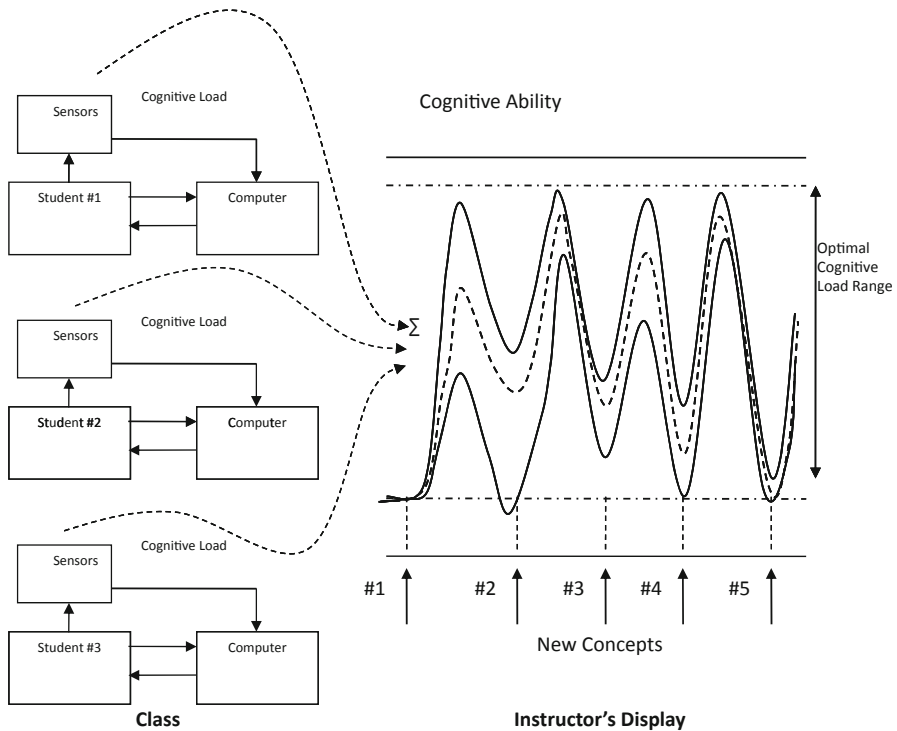 Cognitive Load
Sensors
Student #1
Computer
Cognitive Load
Sensors
Student #2
Computer
Cognitive Load
Sensors
Student #3
Computer
Class
Cognitive Ability
∑
Optimal
Cognitive
Load Range
#1
#2
#3
#4
#5
New Concepts
Instructor’s Display